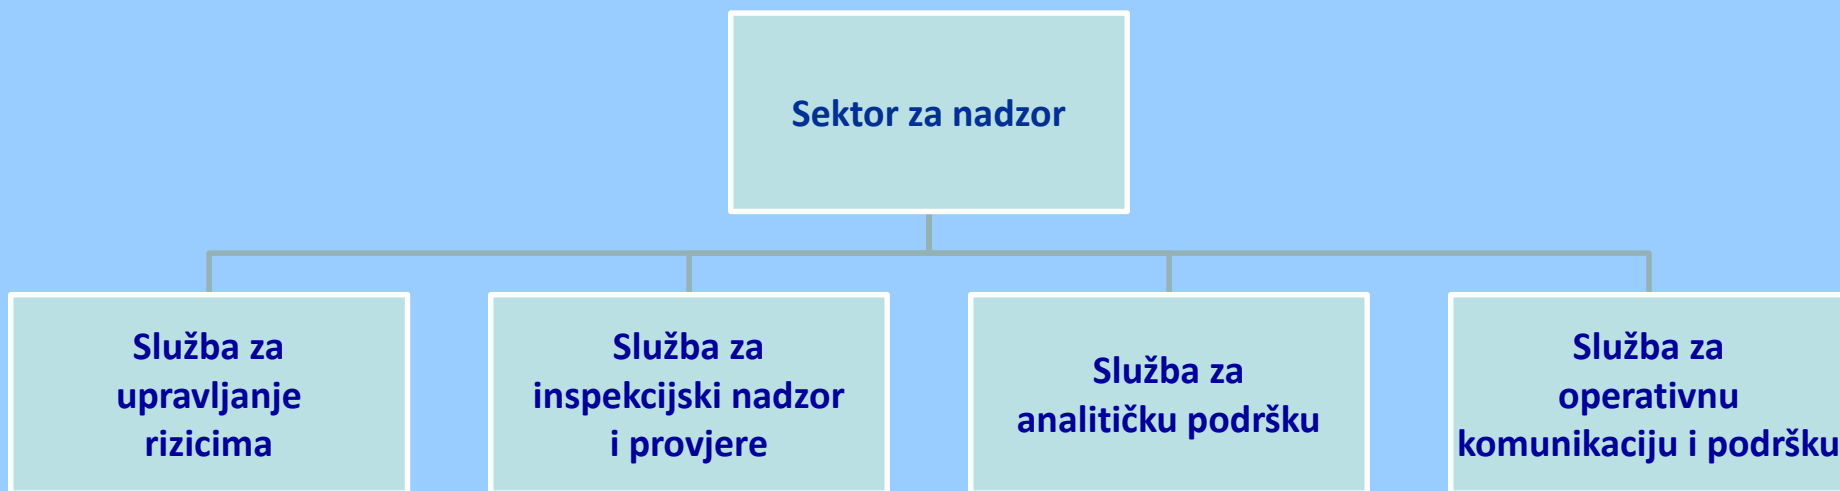 Sektor za nadzor
Služba za
upravljanje
rizicima
Služba za
inspekcijski nadzor
i provjere
Služba za
analitičku podršku
Služba za
operativnu
komunikaciju i podršku